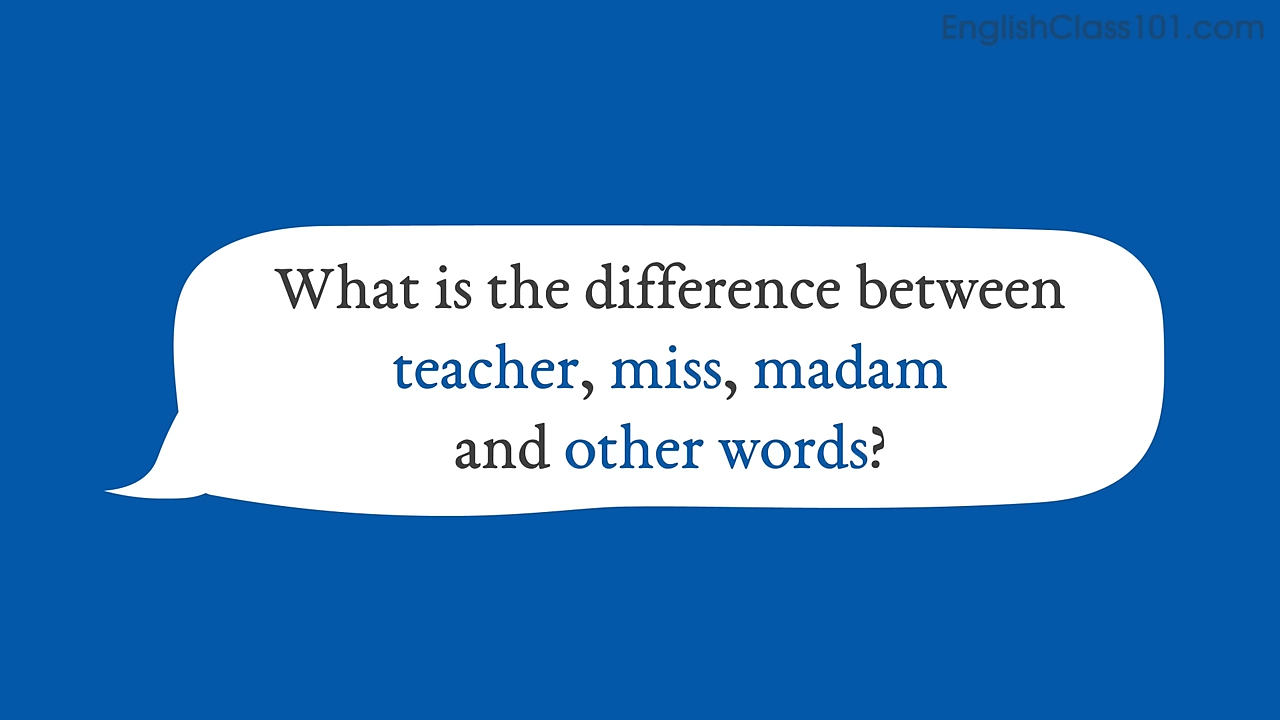 EnglishClass101.com
What is the difference between
teacher, miss, madam
and other words?